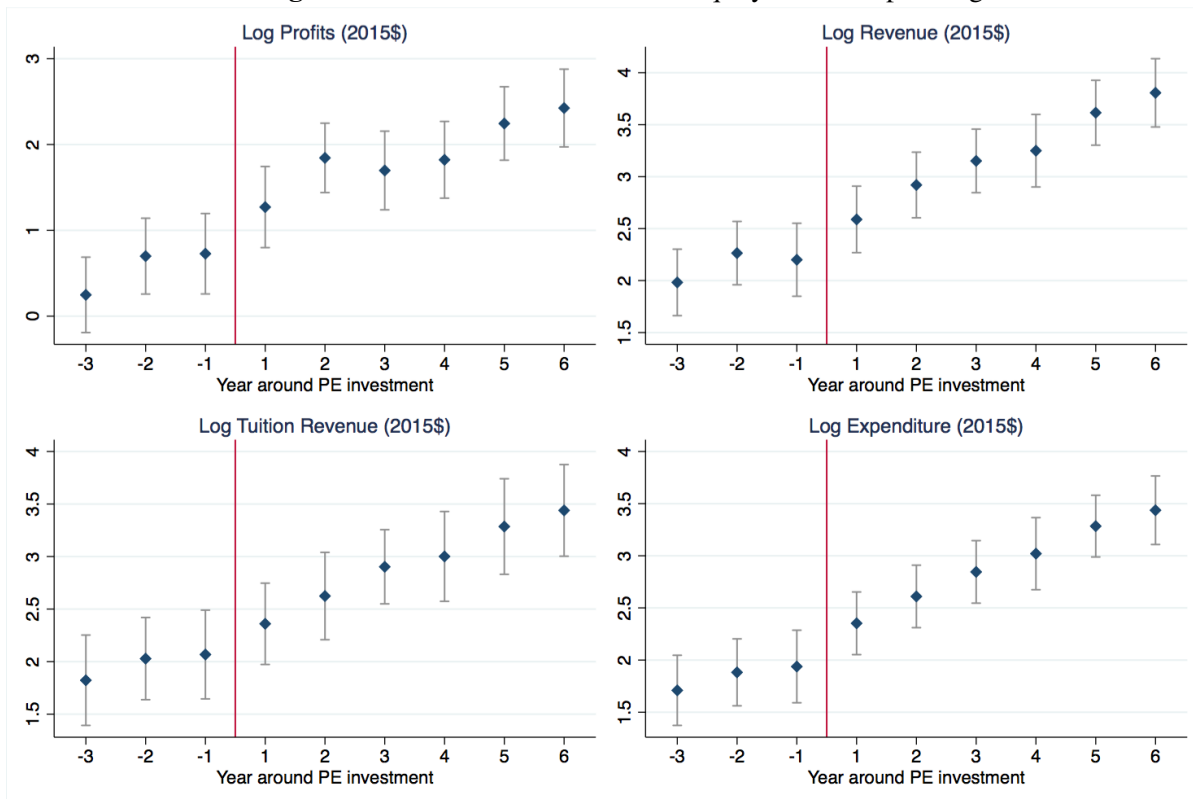 Log Profits (2015$)
3
2
1
0
-3 -2 -1 1 2 3 4 5 6
Year around PE investment
Log Revenue (2015$)
4
3.5
3
2.5
2
1.5
-3 -2 -1 1 2 3 4 5 6
Year around PE investment
Log Tuition Revenue (2015$)
4
3.5
3
2.5
2
1.5
-3 -2 -1 1 2 3 4 5 6
Year around PE investment
Log Expenditure (2015$)
4
3.5
3
2.5
2
1.5
-3 -2 -1 1 2 3 4 5 6
Year around PE investment